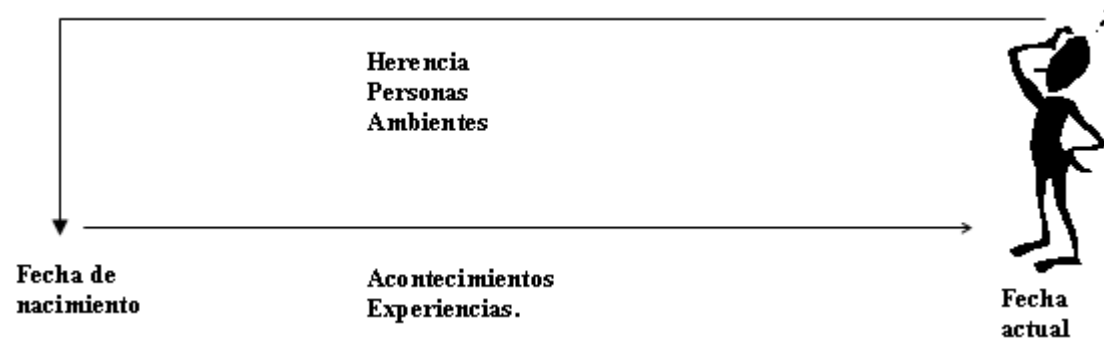 Herencia
Personas
Ambientes
Fecha de
nacimiento
Acontecimientos
Experiencias.
Fecha
actual